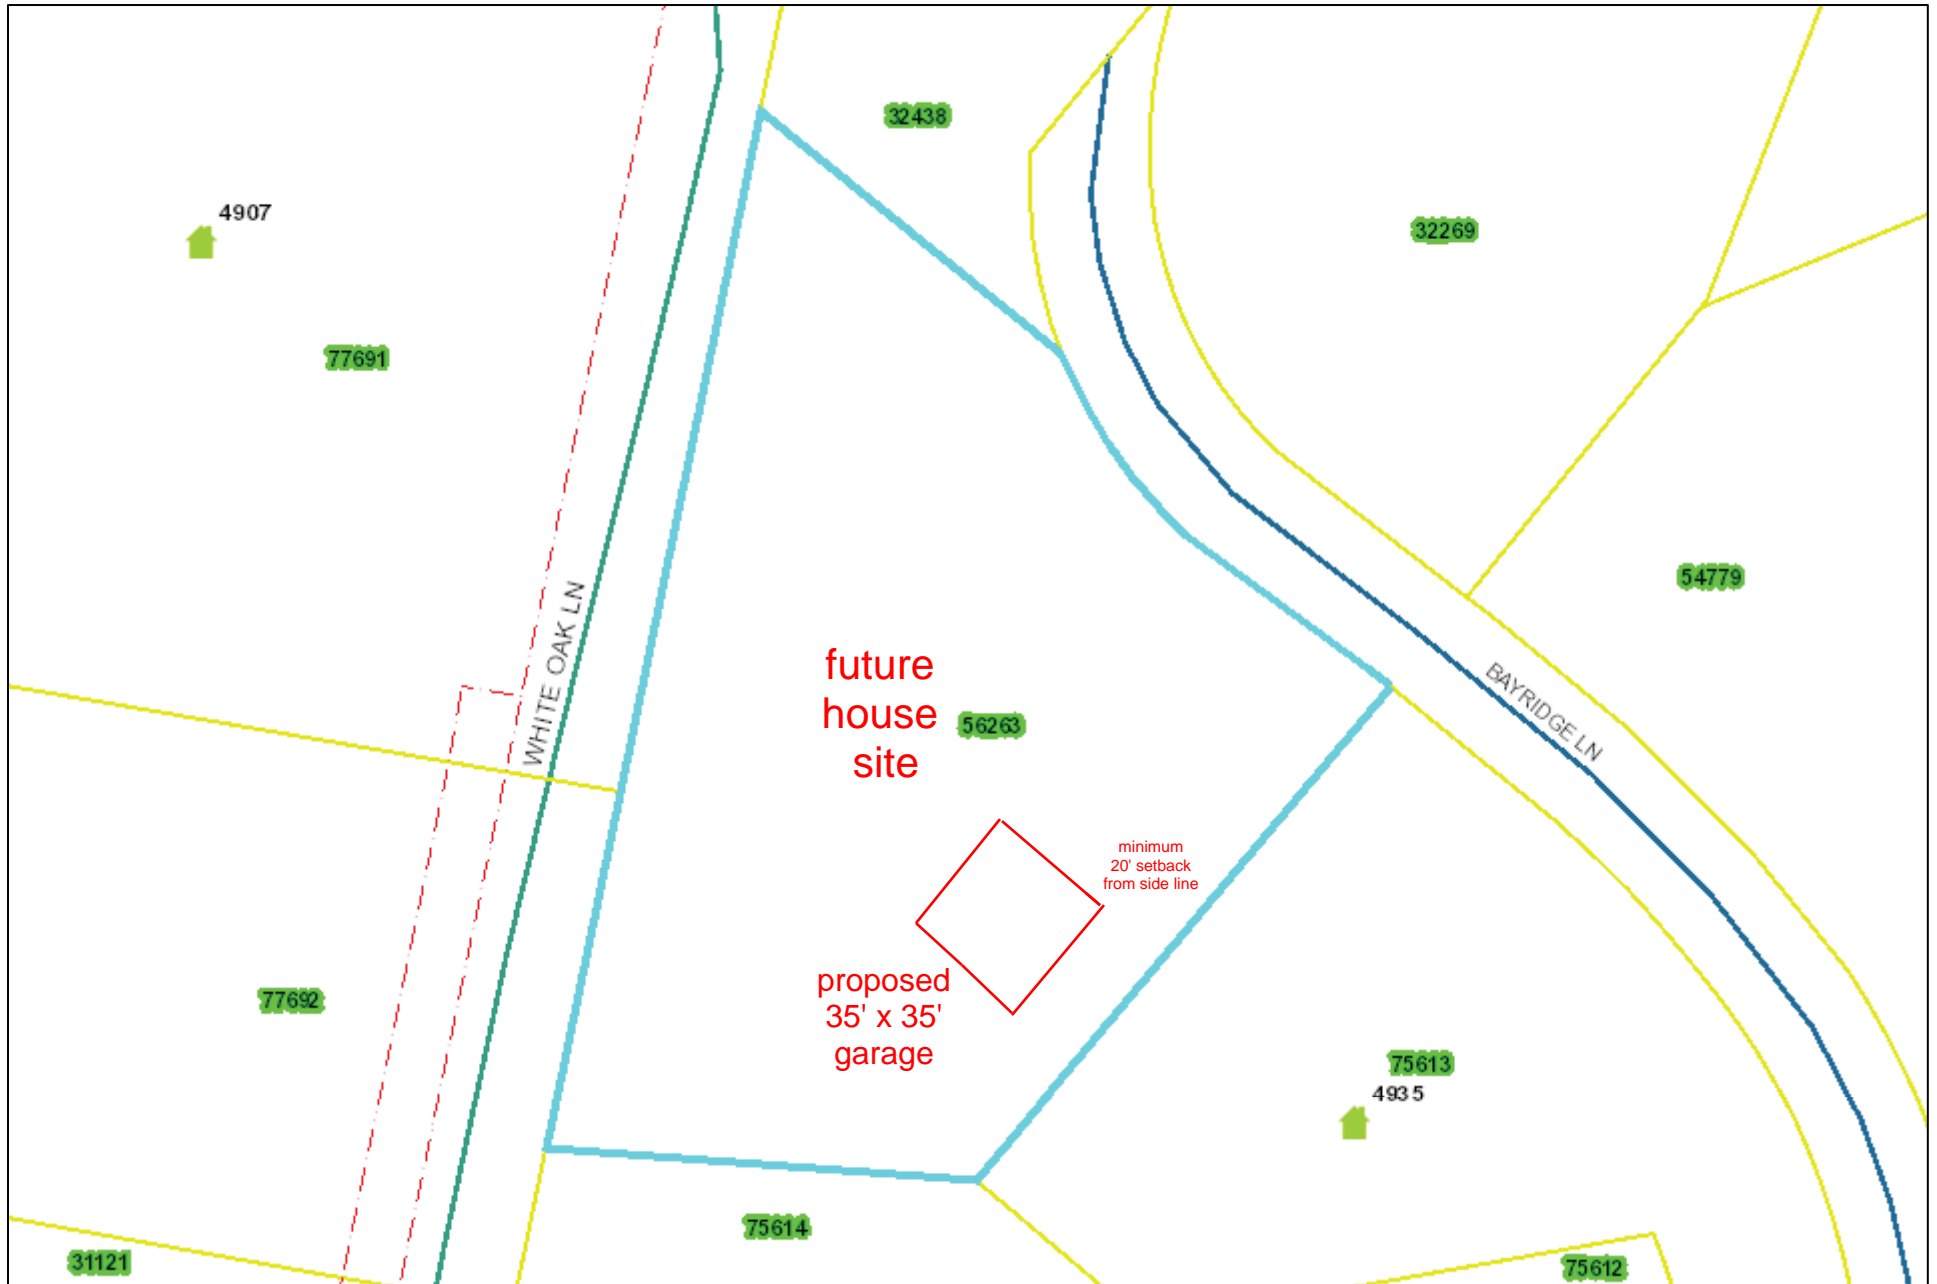 32438
4907
32269
77691
54779
WHITE OAK LN
future
house
site
56263
BAYRIDGE LN
minimum
20' setback
from side line
proposed
35' x 35'
garage
77692
75613
4935
75614
31121
75612